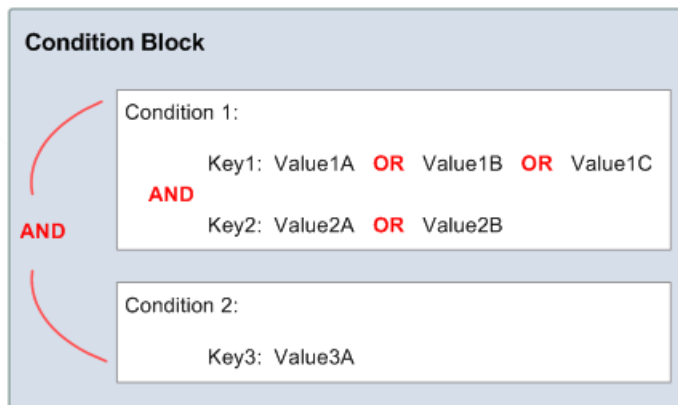 Condition Block
Condition 1:
Key1: Value1A OR Value1B OR Value1C
AND
Key2: Value2A OR Value2B
AND
Condition 2:
Key3: Value3A